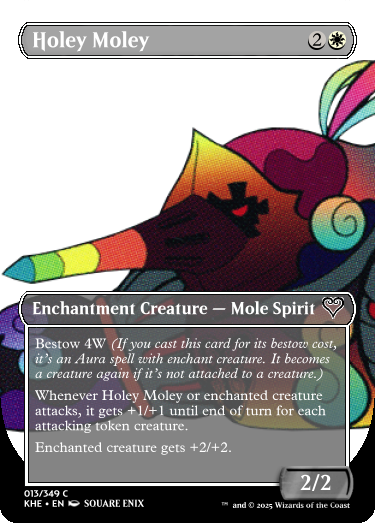 Holey Moley 2
Enchantment Creature — Mole Spirit
Bestow 4W (If you cast this card for its bestow cost,
it's an Aura spell with enchant creature. It becomes
a creature again if it's not attached to a creature.)
Whenever Holey Moley or enchanted creature
attacks, it gets +1/+1 until end of turn for each
attacking token creature.
Enchanted creature gets +2/+2.
2/2
013/349 C
KHE • EN SQUARE ENIX
™ and © 2025 Wizards of the Coast